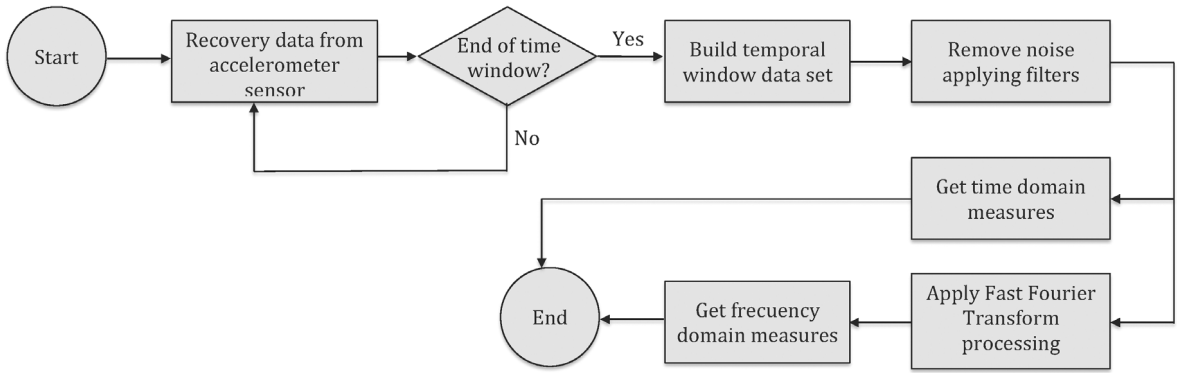 Start
Recovery data from
accelerometer
sensor
End of time
window?
Yes
No
Build temporal
window data set
Remove noise
applying filters
Get time domain
measures
Apply Fast Fourier
Transform
processing
Get frecuency
domain measures
End